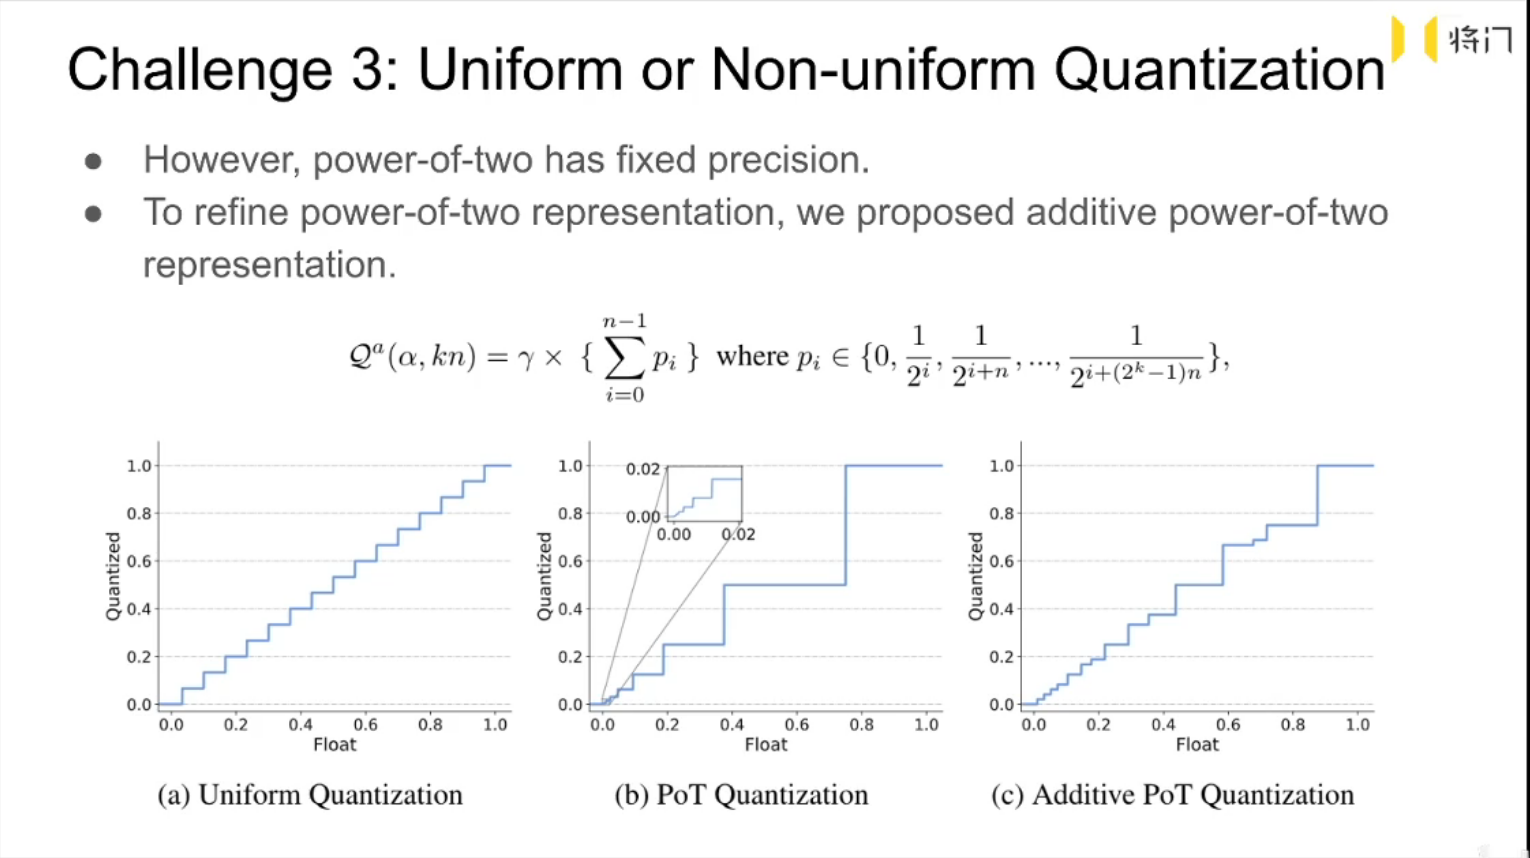 将门
Challenge 3: Uniform or Non-uniform Quantization
● However, power-of-two has fixed precision.
● To refine power-of-two representation, we proposed additive power-of-two
representation.
$\mathcal{Q}^a(\alpha, kn) = \gamma \times \{ \sum_{i=0}^{n-1} p_i \}$ where $p_i \in \{0, \frac{1}{2^i}, \frac{1}{2^{i+n}}, ..., \frac{1}{2^{i+(2^k-1)n}}\},$
Quantized
1.0
0.8
0.6
0.4
0.2
0.0
0.0 0.2 0.4 0.6 0.8 1.0
Float
(a) Uniform Quantization
Quantized
1.0
0.8
0.6
0.4
0.2
0.0
0.02
0.00
0.00 0.02
0.0 0.2 0.4 0.6 0.8 1.0
Float
(b) PoT Quantization
Quantized
1.0
0.8
0.6
0.4
0.2
0.0
0.0 0.2 0.4 0.6 0.8 1.0
Float
(c) Additive PoT Quantization